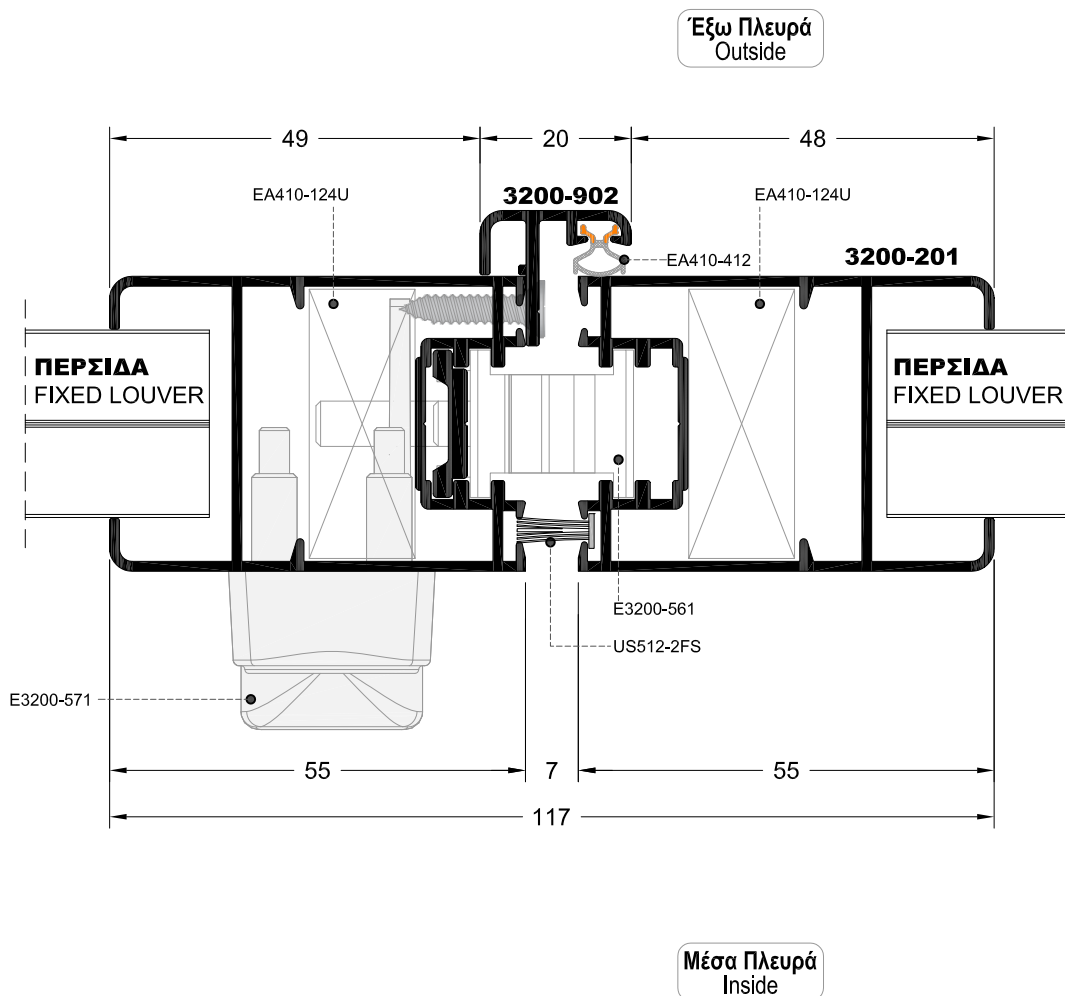 Έξω Πλευρά
Outside
49
20
48
EA410-124U
3200-902
EA410-124U
EA410-412
3200-201
ΠΕΡΣΙΔΑ
FIXED LOUVER
ΠΕΡΣΙΔΑ
FIXED LOUVER
E3200-561
US512-2FS
E3200-571
55
7
55
117
Μέσα Πλευρά
Inside